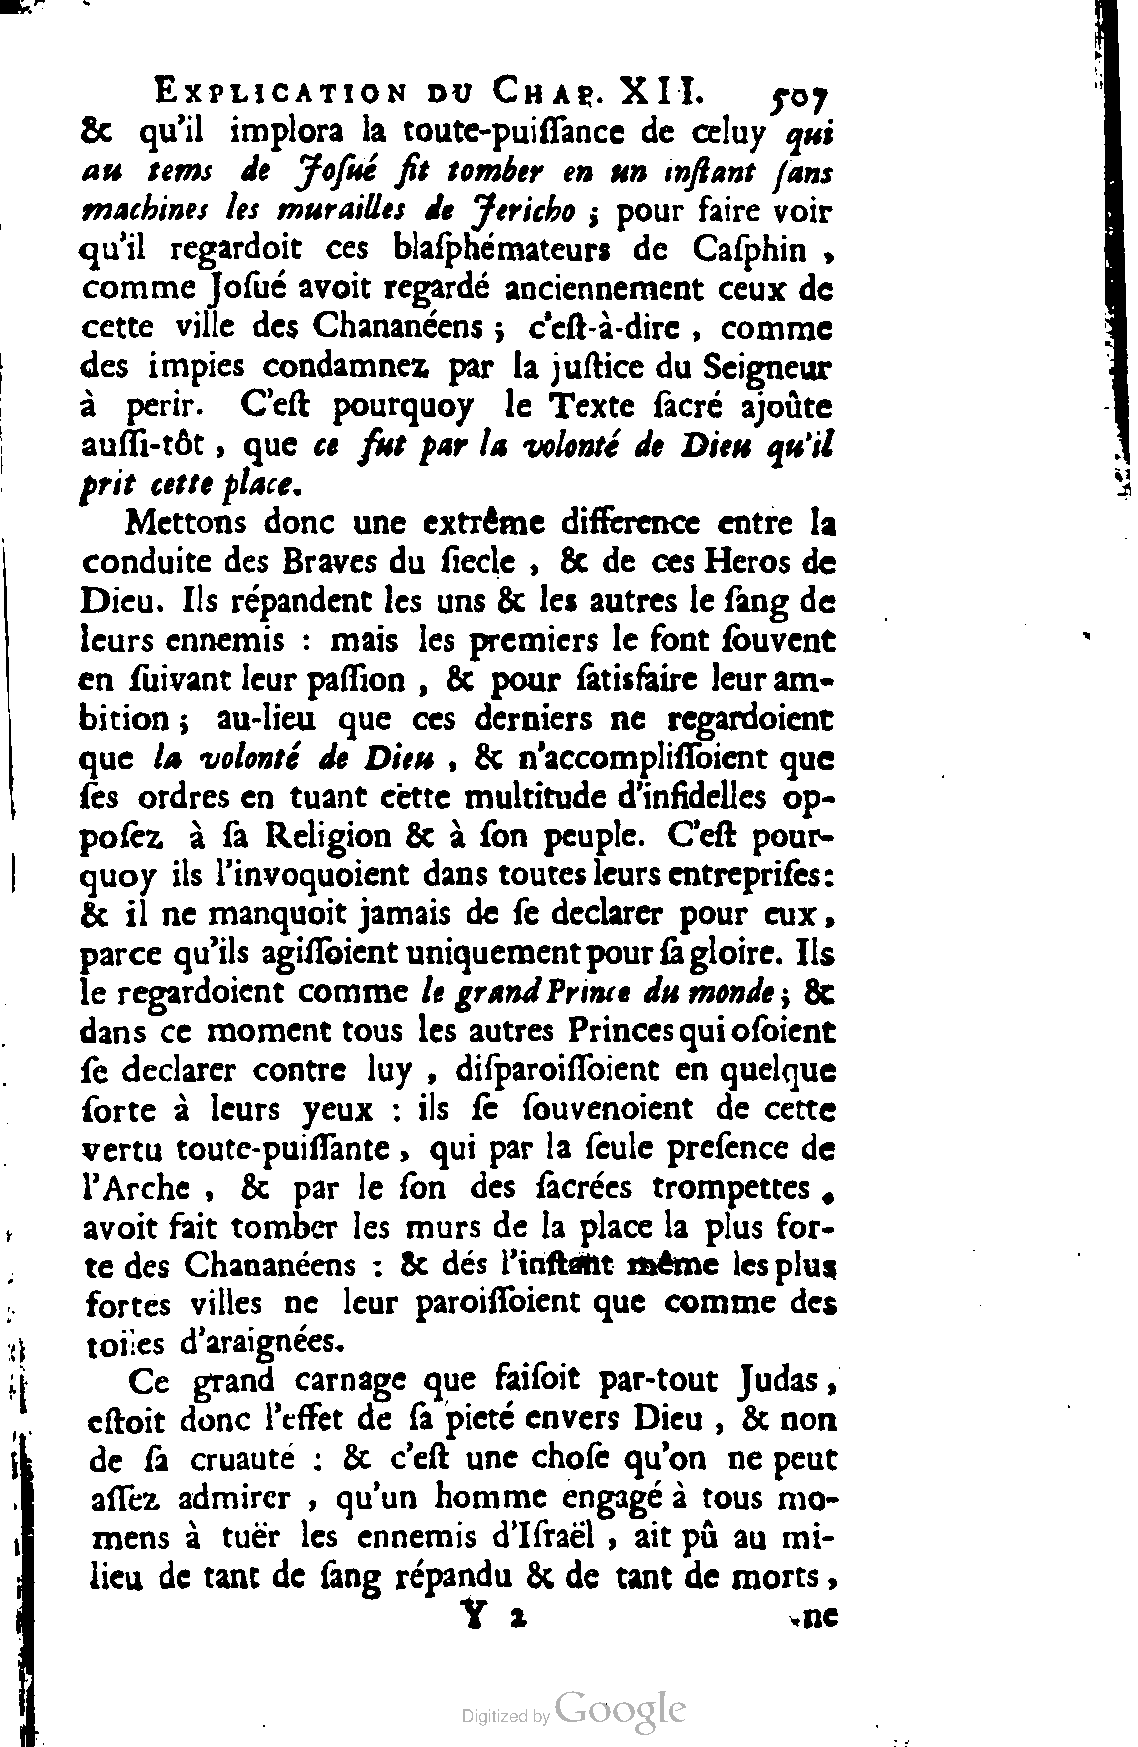 EXPLICATION DU CHAP. XII. 507
& qu'il implora la toute-puiſſance de celuy qui
au tems de Joſué fit tomber en un inſtant ſans
machines les murailles de Jericho ; pour faire voir
qu'il regardoit ces blaſphémateurs de Caſphin ,
comme Joſué avoit regardé anciennement ceux de
cette ville des Chananéens ; c'eſt-à-dire , comme
des impies condamnez par la juſtice du Seigneur
à perir. C'eſt pourquoy le Texte ſacré ajoûte
auſſi-tôt , que ce fut par la volonté de Dieu qu'il
prit cette place.
Mettons donc une extrême difference entre la
conduite des Braves du ſiecle , & de ces Heros de
Dieu. Ils répandent les uns & les autres le ſang de
leurs ennemis : mais les premiers le font ſouvent
en ſuivant leur paſſion , & pour ſatisfaire leur am-
bition ; au-lieu que ces derniers ne regardoient
que la volonté de Dieu , & n'accompliſſoient que
ſes ordres en tuant cette multitude d'infidelles op-
poſez à ſa Religion & à ſon peuple. C'eſt pour-
quoy ils l'invoquoient dans toutes leurs entrepriſes:
& il ne manquoit jamais de ſe declarer pour eux,
parce qu'ils agiſſoient uniquement pour ſa gloire. Ils
le regardoient comme le grand Prince du monde ; &
dans ce moment tous les autres Princes qui oſoient
ſe declarer contre luy , diſparoiſſoient en quelque
ſorte à leurs yeux : ils ſe ſouvenoient de cette
vertu toute-puiſſante , qui par la ſeule preſence de
l'Arche , & par le ſon des ſacrées trompettes ,
avoit fait tomber les murs de la place la plus for-
te des Chananéens : & dés l'inſtant même les plus
fortes villes ne leur paroiſſoient que comme des
toiles d'araignées.
Ce grand carnage que faiſoit par-tout Judas ,
eſtoit donc l'effet de ſa pieté envers Dieu , & non
de ſa cruauté : & c'eſt une choſe qu'on ne peut
aſſez admirer , qu'un homme engagé à tous mo-
mens à tuër les ennemis d'Iſraël , ait pû au mi-
lieu de tant de ſang répandu & de tant de morts ,
Y 2 ne
Digitized by Google